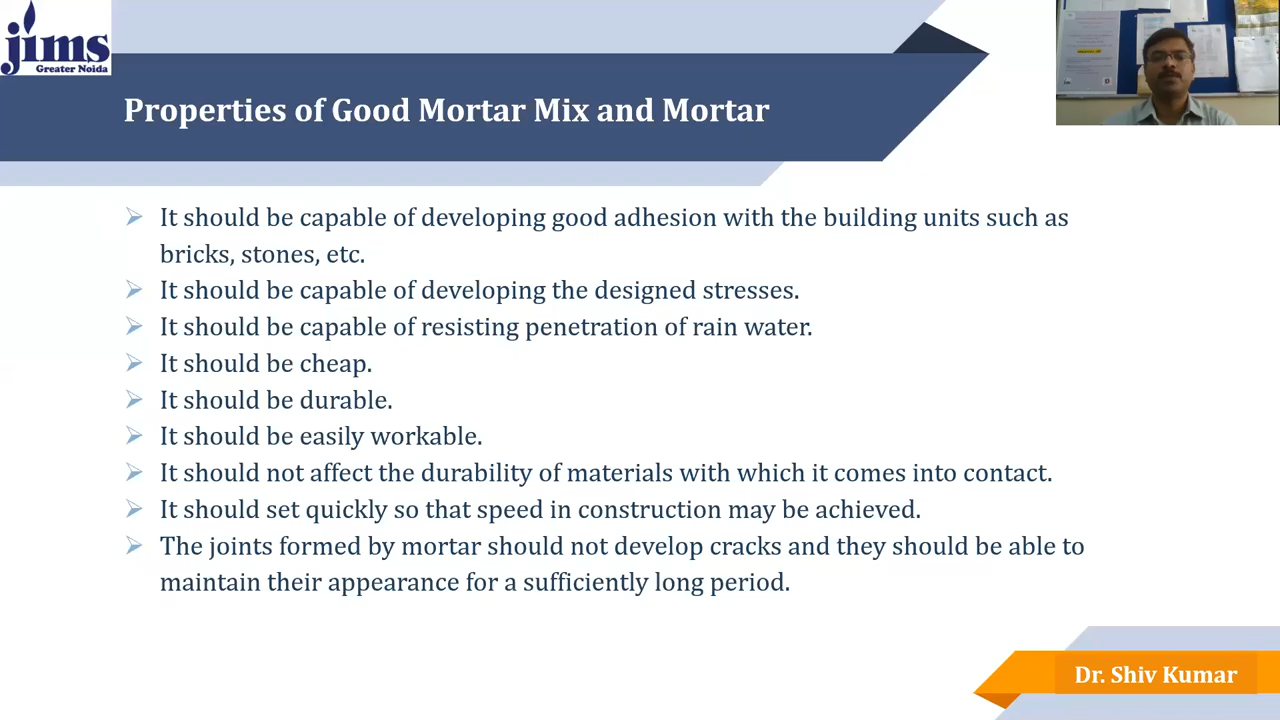 jims
Greater Noida
Properties of Good Mortar Mix and Mortar
It should be capable of developing good adhesion with the building units such as
bricks, stones, etc.
It should be capable of developing the designed stresses.
It should be capable of resisting penetration of rain water.
It should be cheap.
It should be durable.
It should be easily workable.
It should not affect the durability of materials with which it comes into contact.
It should set quickly so that speed in construction may be achieved.
The joints formed by mortar should not develop cracks and they should be able to
maintain their appearance for a sufficiently long period.
Dr. Shiv Kumar